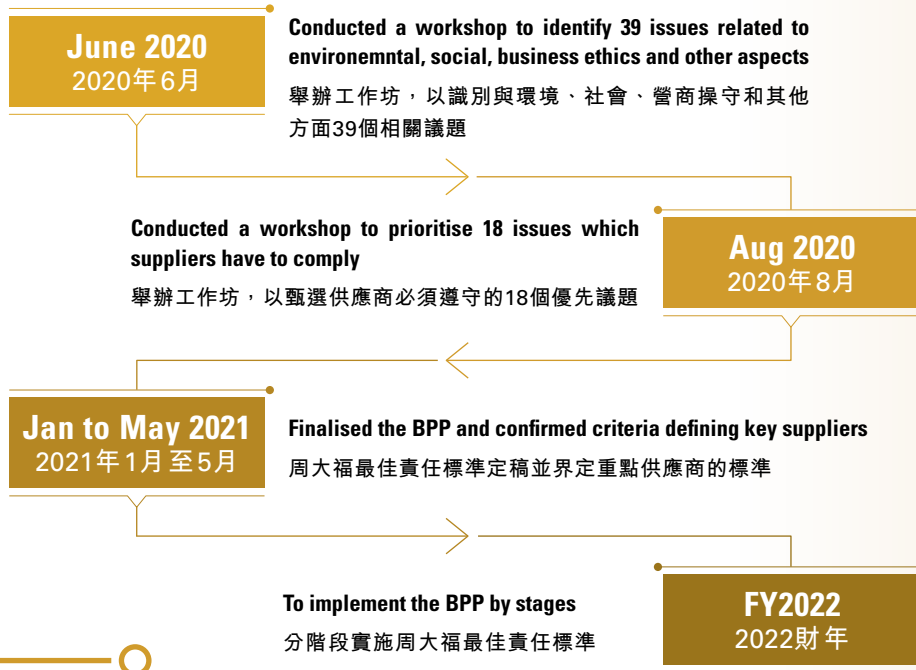 June 2020
2020年6月
Conducted a workshop to identify 39 issues related to
environemntal, social, business ethics and other aspects
舉辦工作坊，以識別與環境、社會、營商操守和其他
方面39個相關議題
Conducted a workshop to prioritise 18 issues which
suppliers have to comply
舉辦工作坊，以甄選供應商必須遵守的18個優先議題
Aug 2020
2020年8月
Jan to May 2021
2021年1月至5月
Finalised the BPP and confirmed criteria defining key suppliers
周大福最佳責任標準定稿並界定重點供應商的標準
To implement the BPP by stages
分階段實施周大福最佳責任標準
FY2022
2022財年